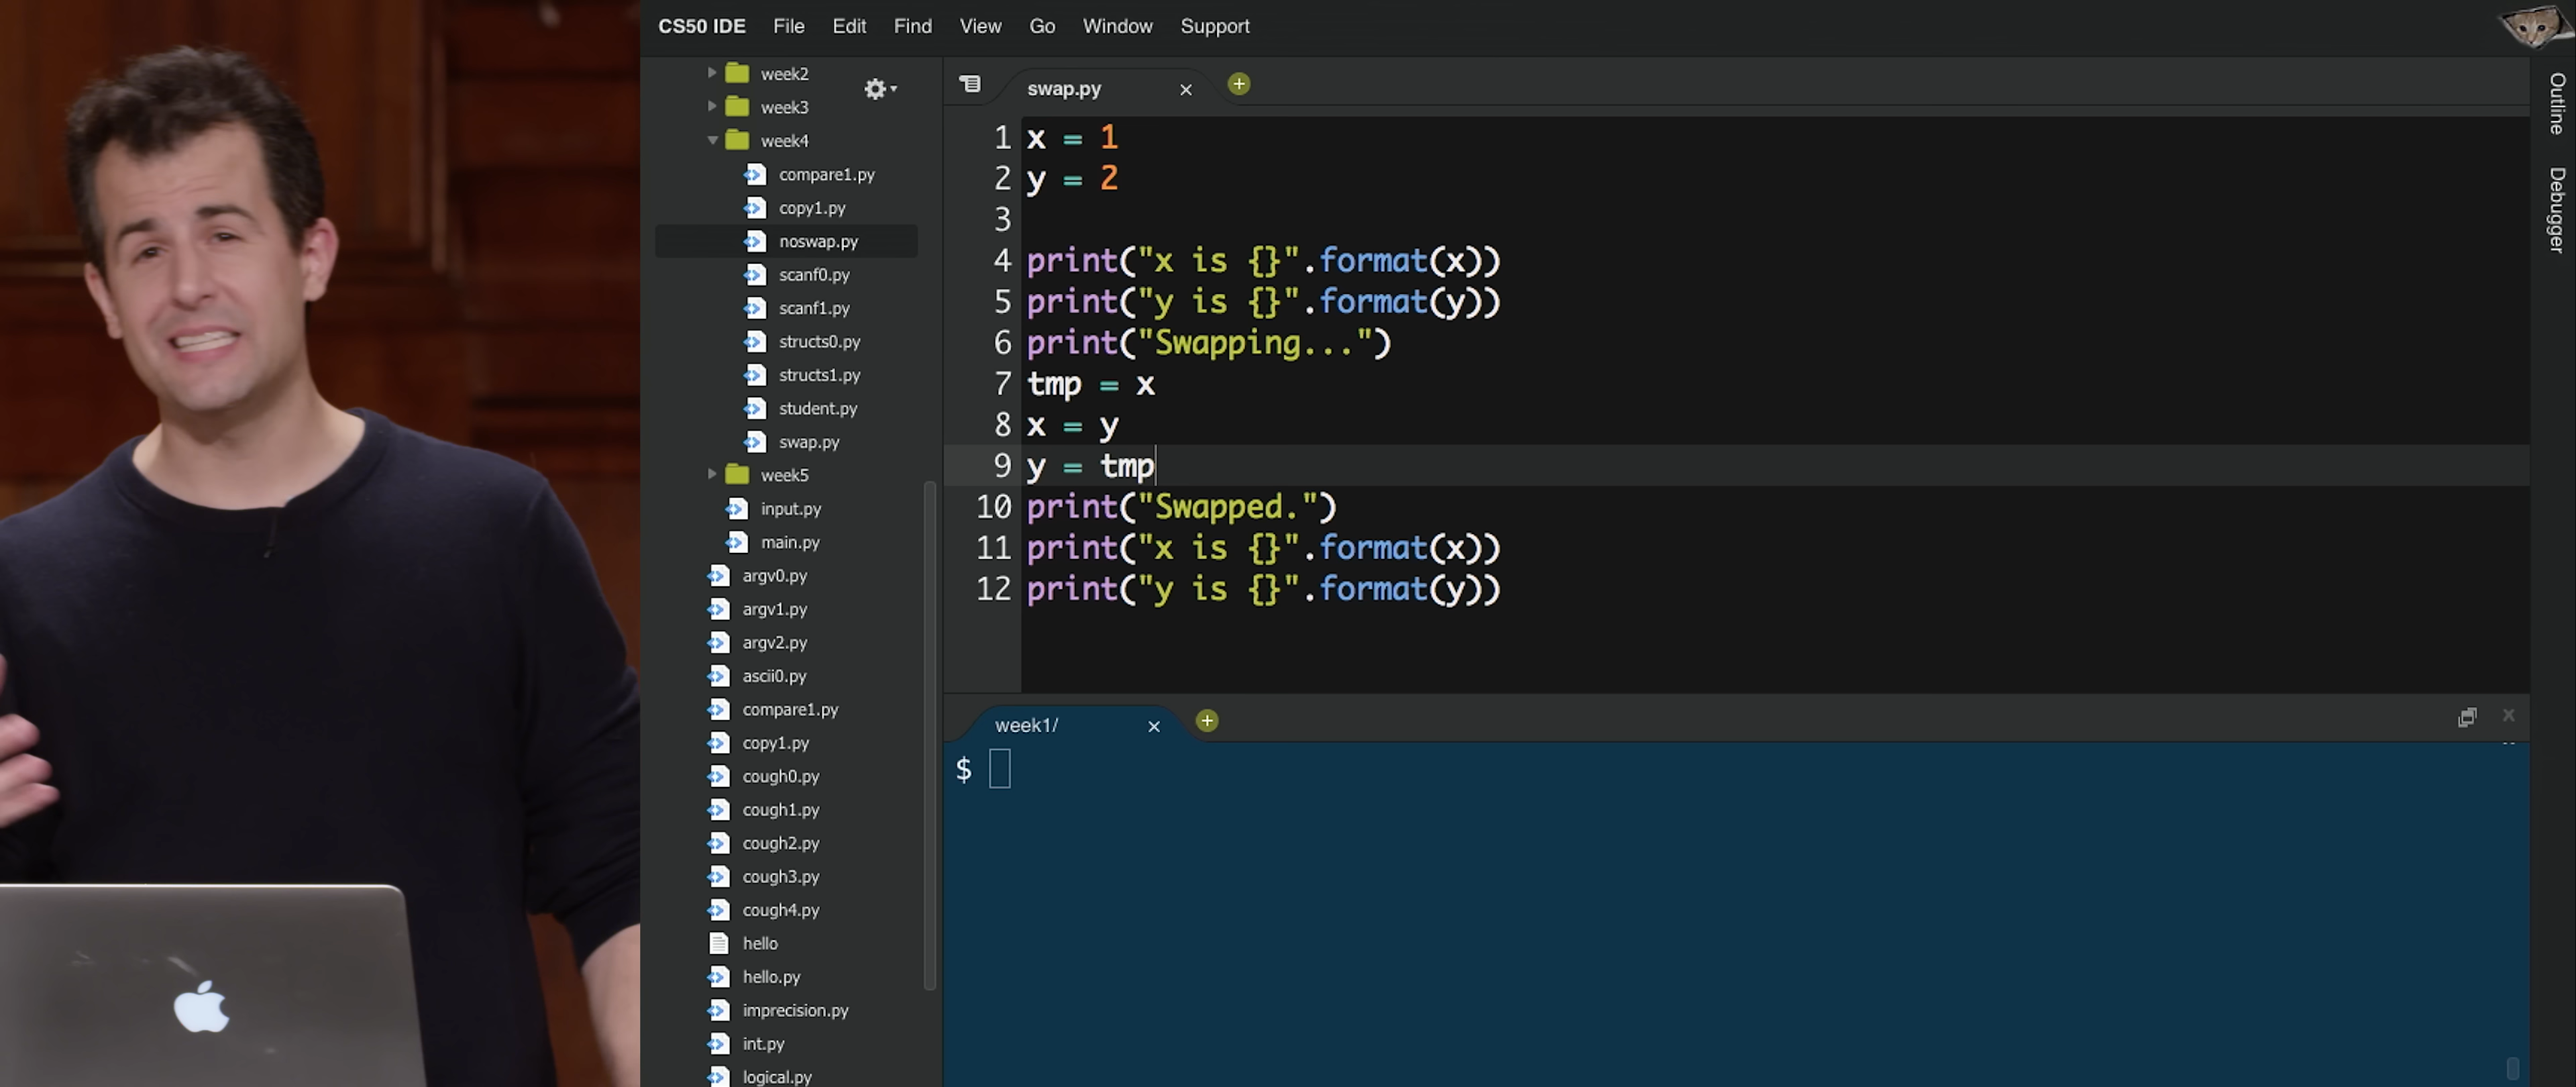 CS50 IDE File Edit Find View Go Window Support
week2
week3
week4
compare1.py
copy1.py
noswap.py
scanf0.py
scanf1.py
structs0.py
structs1.py
student.py
swap.py
week5
input.py
main.py
argv0.py
argv1.py
argv2.py
ascii0.py
compare1.py
copy1.py
cough0.py
cough1.py
cough2.py
cough3.py
cough4.py
hello
hello.py
imprecision.py
int.py
logical.py
swap.py
1 x = 1
2 y = 2
3
4 print("x is {}".format(x))
5 print("y is {}".format(y))
6 print("Swapping...")
7 tmp = x
8 x = y
9 y = tmp
10 print("Swapped.")
11 print("x is {}".format(x))
12 print("y is {}".format(y))
week1/
$
Outline
Debugger